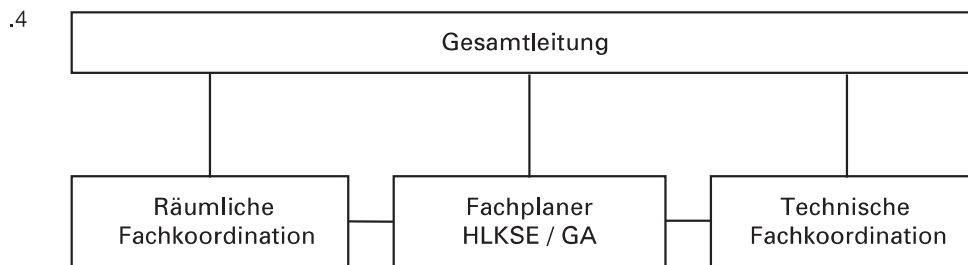 .4
Gesamtleitung
Räumliche
Fachkoordination
Fachplaner
HLKSE / GA
Technische
Fachkoordination